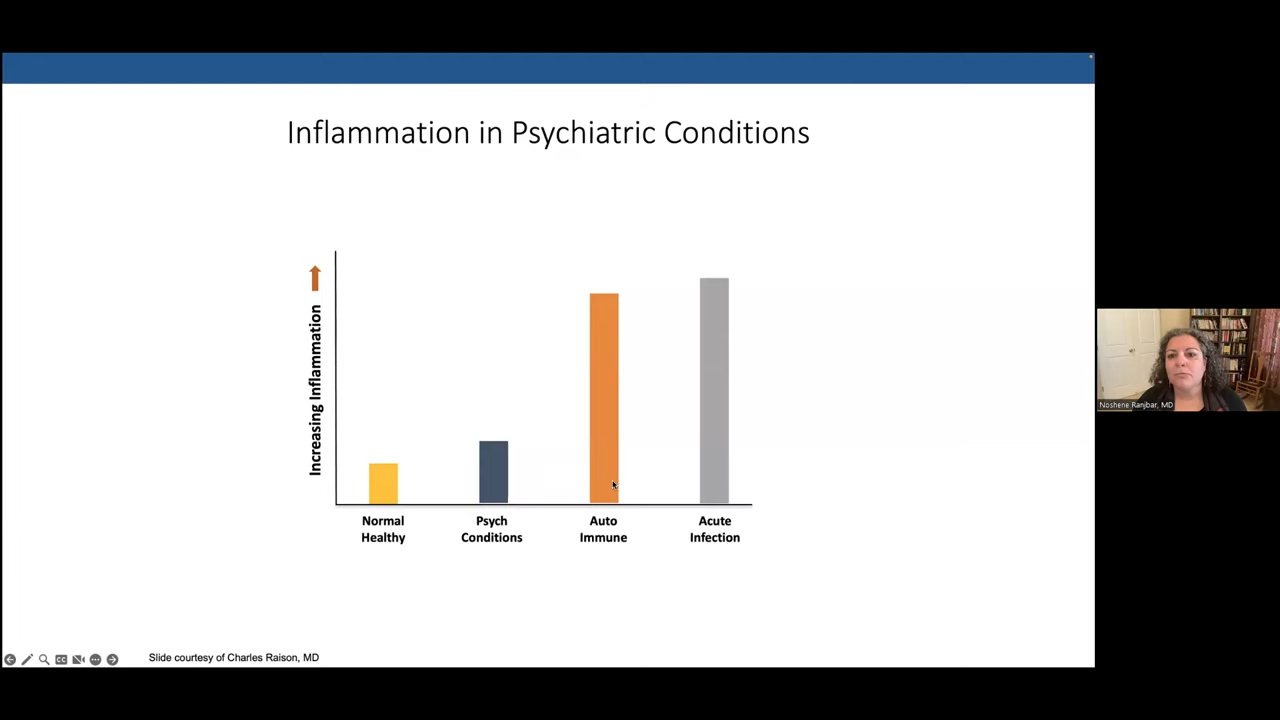 Inflammation in Psychiatric Conditions
Increasing Inflammation
Normal
Healthy
Psych
Conditions
Auto
Immune
Acute
Infection
Noshene Ranjbar, MD
CC
Slide courtesy of Charles Raison, MD